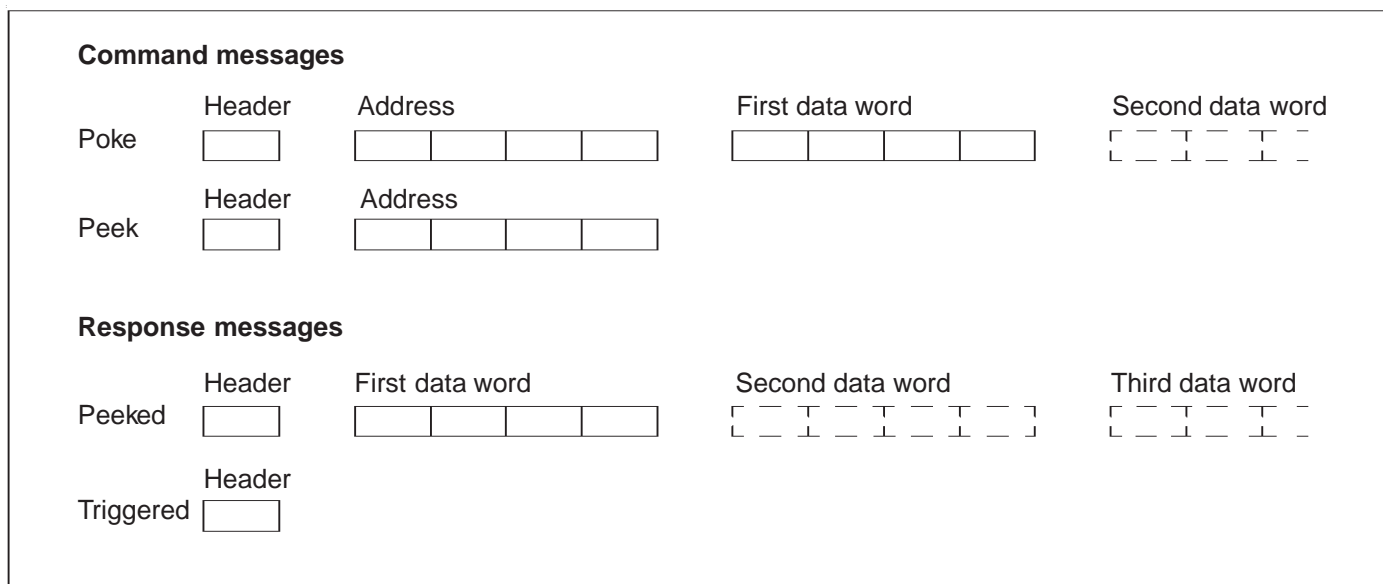 Command messages
Header Address First data word Second data word
Poke
Header Address
Peek
Response messages
Header First data word Second data word Third data word
Peeked
Header
Triggered